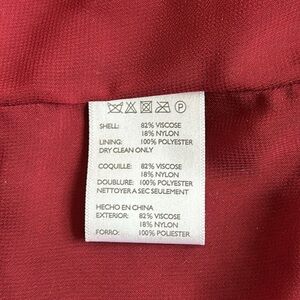 P
SHELL: 82% VISCOSE
18% NYLON
LINING: 100% POLYESTER
DRY CLEAN ONLY
COQUILLE: 82% VISCOSE
18% NYLON
DOUBLURE: 100% POLYESTER
NETTOYER A SEC SEULEMENT
HECHO EN CHINA
EXTERIOR: 82% VISCOSE
18% NYLON
FORRO: 100% POLIESTER